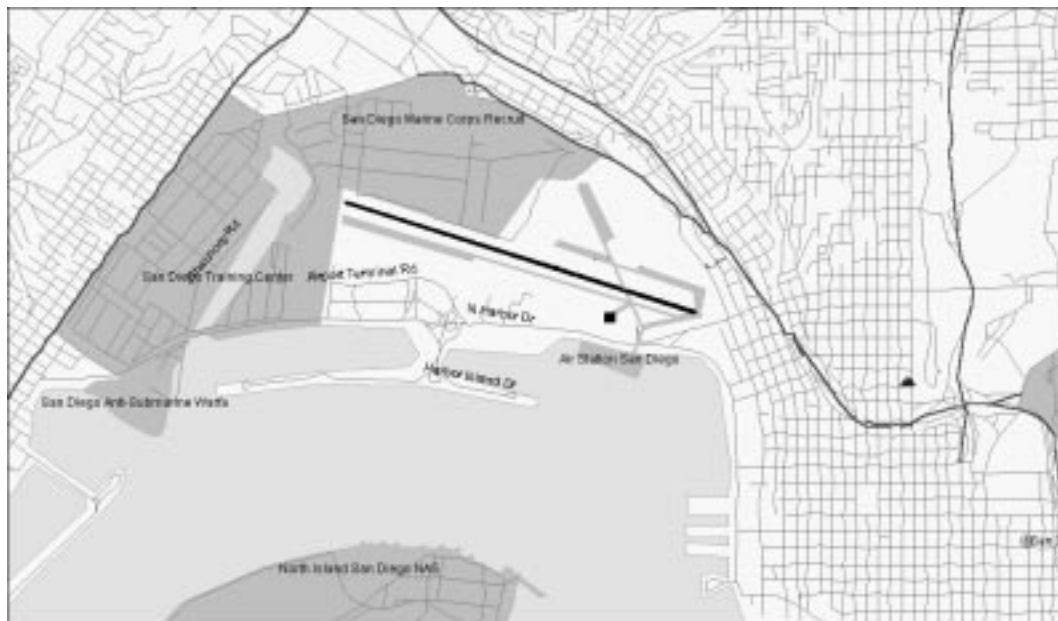 San Diego Marine Corps Recruit
San Diego Training Center
Airport Terminal Rd
N Harbor Dr
Air Station San Diego
Harbor Island Dr
San Diego Anti-Submarine Warfa
North Island San Diego NAS
San